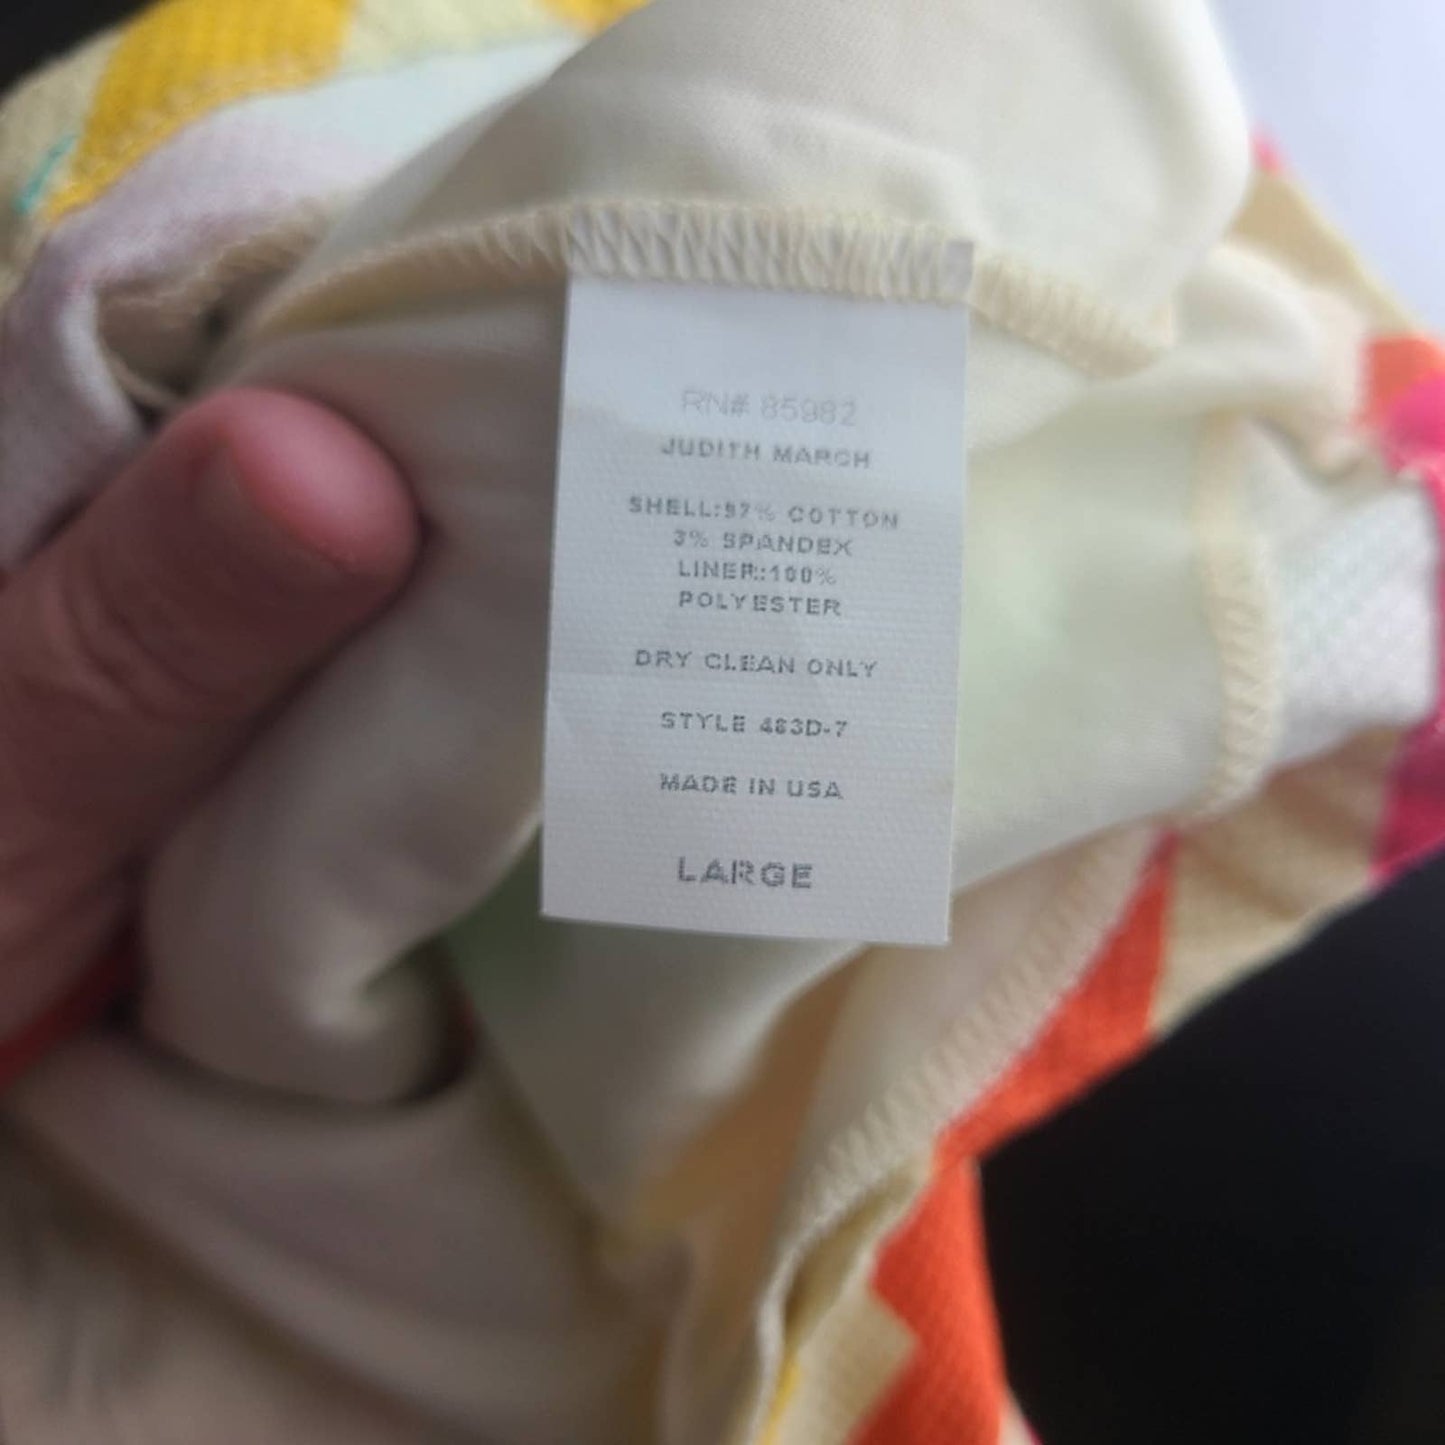 RN# 85982
JUDITH MARCH
SHELL:97% COTTON
3% SPANDEX
LINER::100%
POLYESTER
DRY CLEAN ONLY
STYLE 483D-7
MADE IN USA
LARGE